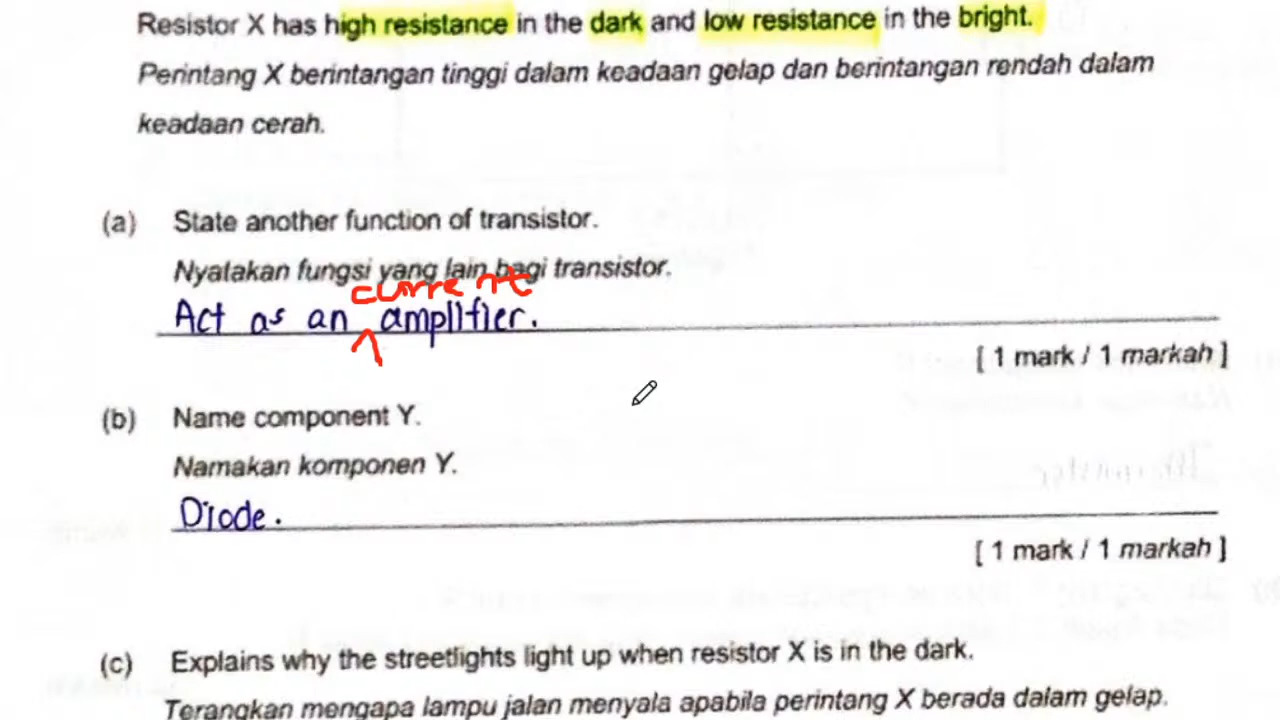 Resistor X has high resistance in the dark and low resistance in the bright.
Perintang X berintangan tinggi dalam keadaan gelap dan berintangan rendah dalam
keadaan cerah.
(a) State another function of transistor.
Nyatakan fungsi yang lain bagi transistor.
current
Act as an amplifier.
[ 1 mark / 1 markah ]
(b) Name component Y.
Namakan komponen Y.
Diode.
[ 1 mark / 1 markah ]
(c) Explains why the streetlights light up when resistor X is in the dark.
Terangkan mengapa lampu jalan menyala apabila perintang X berada dalam gelap.